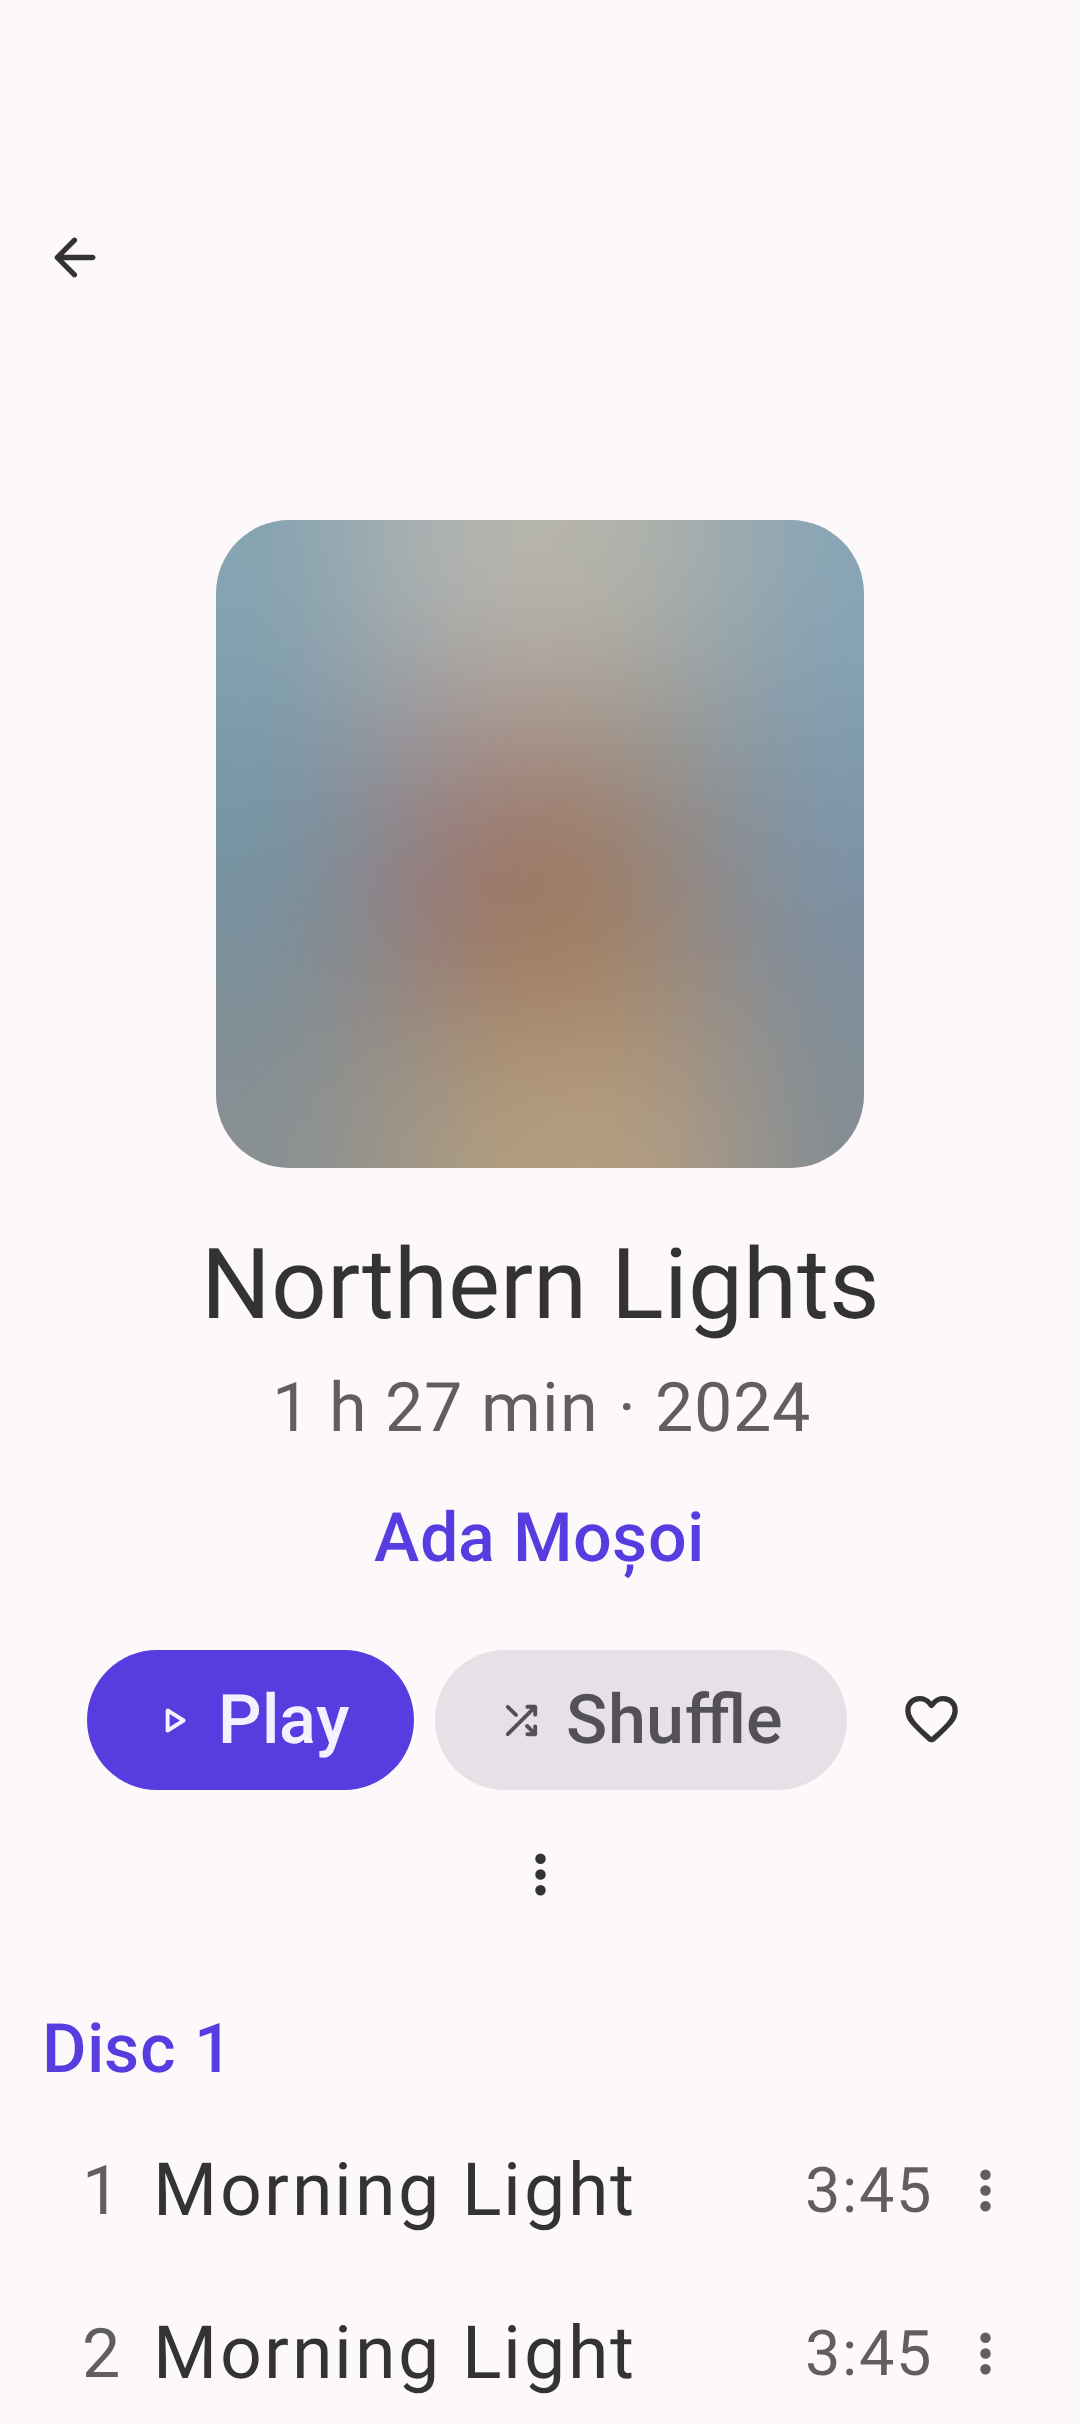 Northern Lights
1 h 27 min · 2024
Ada Moșoi
Play
Shuffle
Disc 1
1 Morning Light 3:45
2 Morning Light 3:45